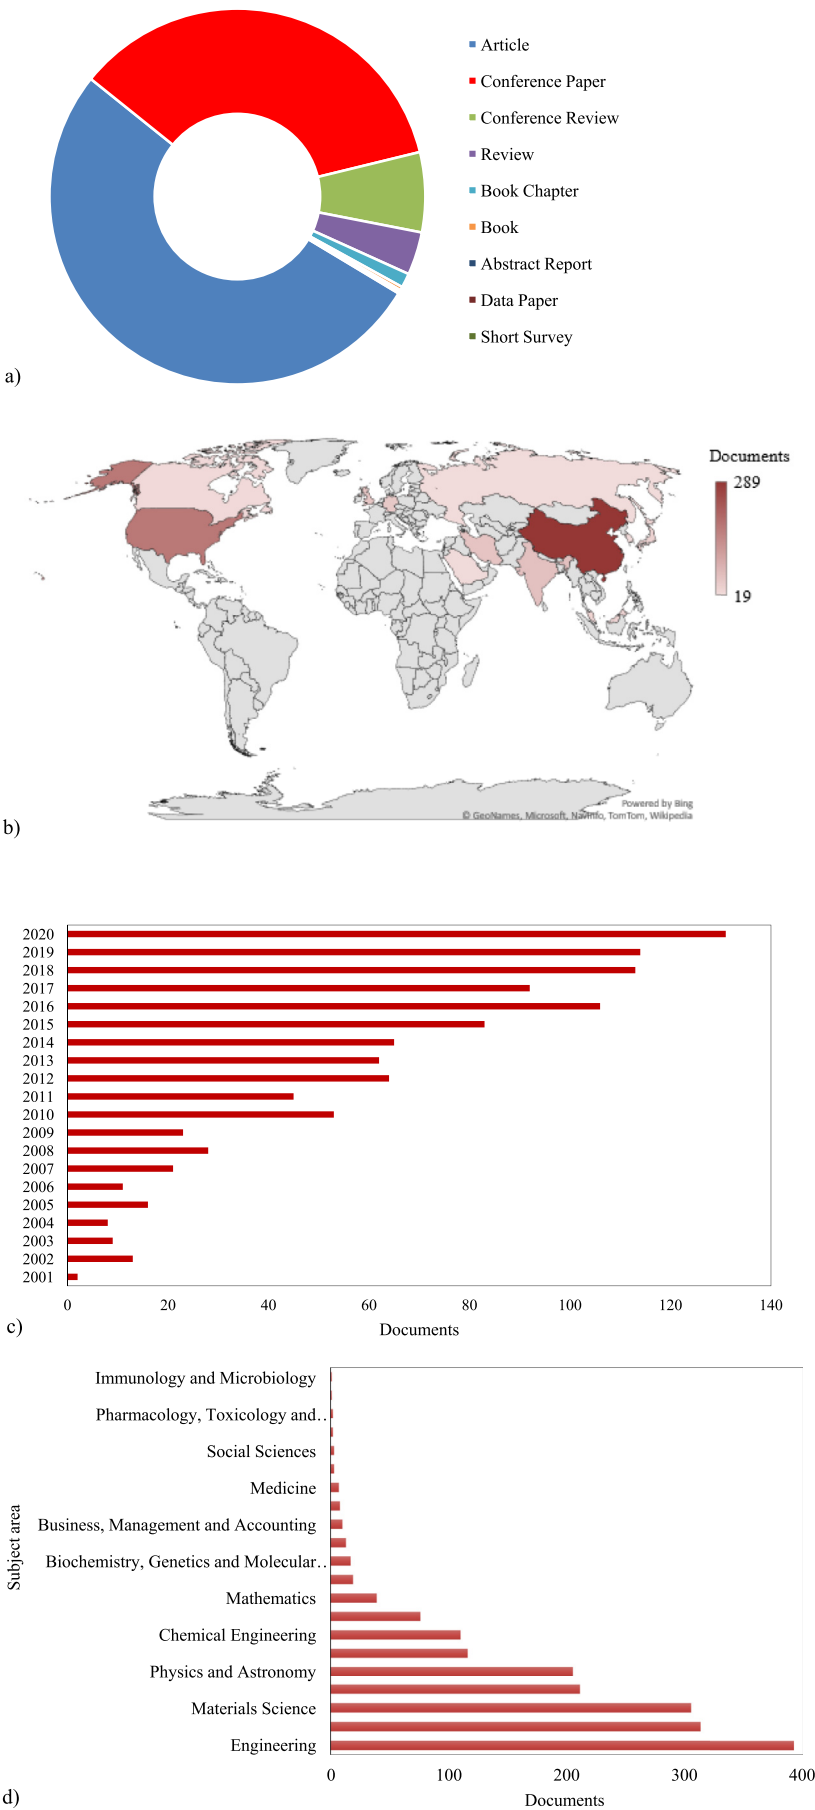 Article
Conference Paper
Conference Review
Review
Book Chapter
Book
Abstract Report
Data Paper
Short Survey
a)
Documents
289
19
Powered by Bing
© GeoNames, Microsoft, NavInfo, TomTom, Wikipedia
b)
2020
2019
2018
2017
2016
2015
2014
2013
2012
2011
2010
2009
2008
2007
2006
2005
2004
2003
2002
2001
0 20 40 60 80 100 120 140
Documents
c)
Subject area
Immunology and Microbiology
Pharmacology, Toxicology and..
Social Sciences
Medicine
Business, Management and Accounting
Biochemistry, Genetics and Molecular..
Mathematics
Chemical Engineering
Physics and Astronomy
Materials Science
Engineering
0 100 200 300 400
Documents
d)